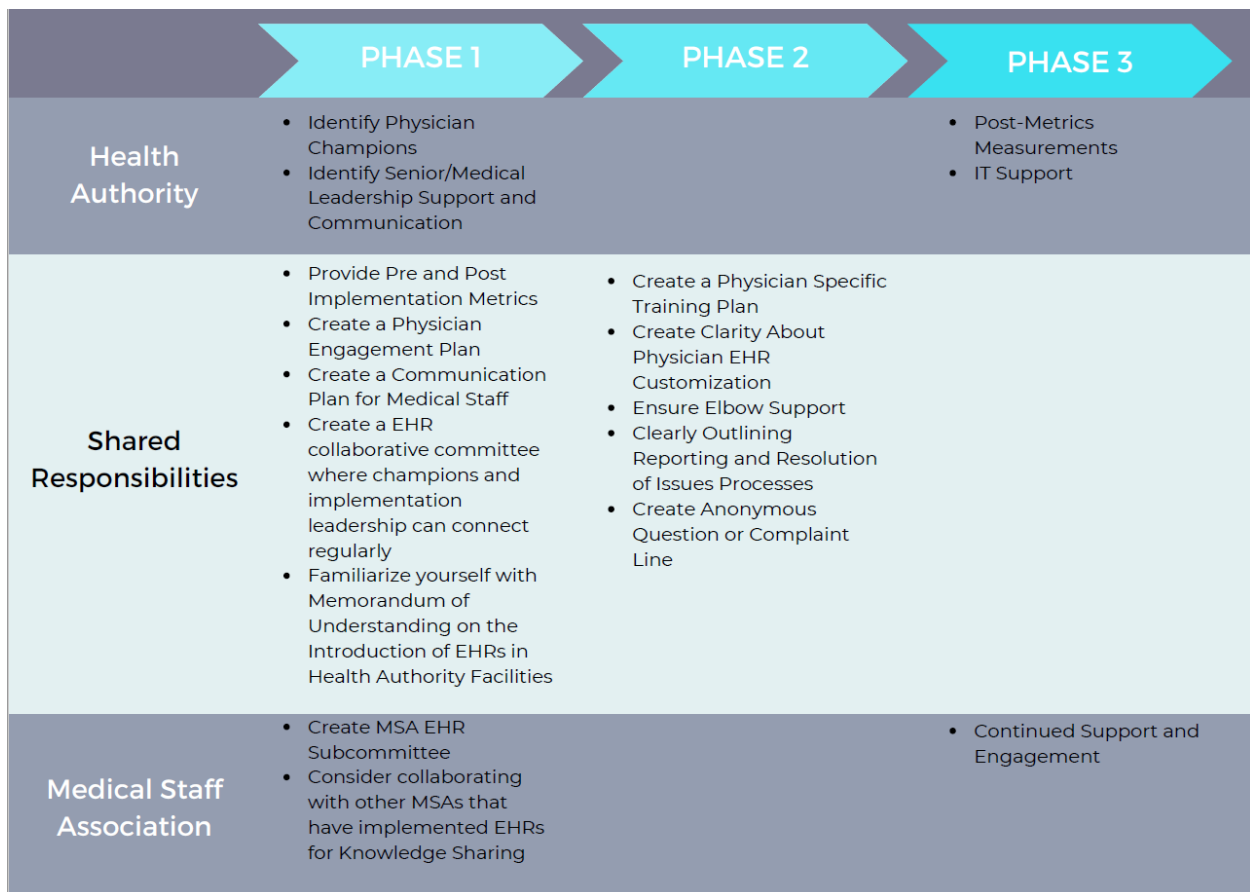 PHASE 1
PHASE 2
PHASE 3
Health
Authority
• Identify Physician
Champions
• Identify Senior/Medical
Leadership Support and
Communication
• Post-Metrics
Measurements
• IT Support
Shared
Responsibilities
• Provide Pre and Post
Implementation Metrics
• Create a Physician
Engagement Plan
• Create a Communication
Plan for Medical Staff
• Create a EHR
collaborative committee
where champions and
implementation
leadership can connect
regularly
• Familiarize yourself with
Memorandum of
Understanding on the
Introduction of EHRs in
Health Authority Facilities
• Create a Physician Specific
Training Plan
• Create Clarity About
Physician EHR
Customization
• Ensure Elbow Support
• Clearly Outlining
Reporting and Resolution
of Issues Processes
• Create Anonymous
Question or Complaint
Line
Medical Staff
Association
• Create MSA EHR
Subcommittee
• Consider collaborating
with other MSAs that
have implemented EHRs
for Knowledge Sharing
• Continued Support and
Engagement